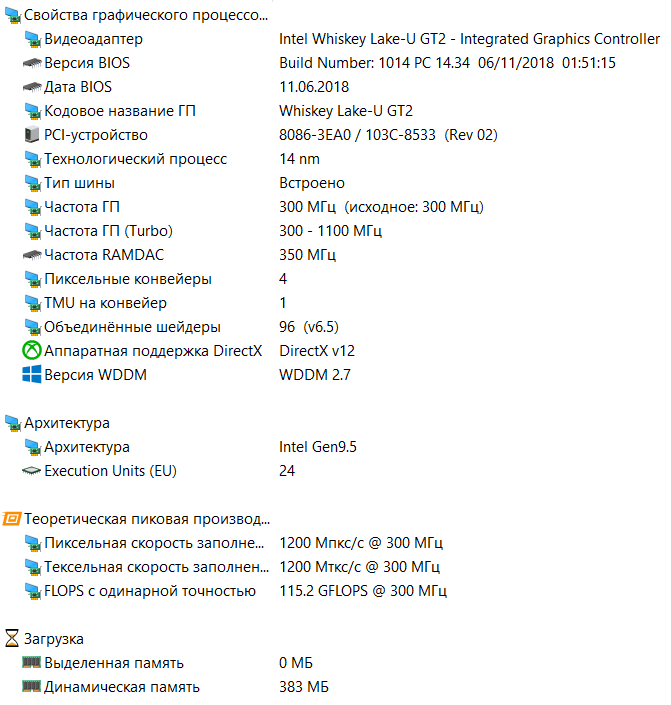 Свойства графического процессо...
Видеоадаптер Intel Whiskey Lake-U GT2 - Integrated Graphics Controller
Версия BIOS Build Number: 1014 PC 14.34 06/11/2018 01:51:15
Дата BIOS 11.06.2018
Кодовое название ГП Whiskey Lake-U GT2
PCI-устройство 8086-3EA0 / 103C-8533 (Rev 02)
Технологический процесс 14 nm
Тип шины Встроено
Частота ГП 300 МГц (исходное: 300 МГц)
Частота ГП (Turbo) 300 - 1100 МГц
Частота RAMDAC 350 МГц
Пиксельные конвейеры 4
TMU на конвейер 1
Объединённые шейдеры 96 (v6.5)
Аппаратная поддержка DirectX DirectX v12
Версия WDDM WDDM 2.7
Архитектура
Архитектура Intel Gen9.5
Execution Units (EU) 24
Теоретическая пиковая производ...
Пиксельная скорость заполне... 1200 Мпкс/с @ 300 МГц
Тексельная скорость заполнен... 1200 Мткс/с @ 300 МГц
FLOPS с одинарной точностью 115.2 GFLOPS @ 300 МГц
Загрузка
Выделенная память 0 МБ
Динамическая память 383 МБ